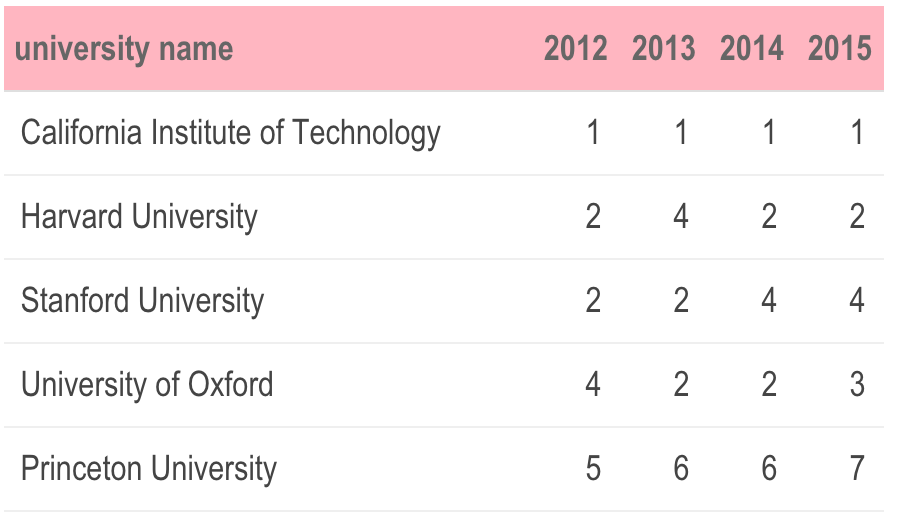 university name 2012 2013 2014 2015
California Institute of Technology 1 1 1 1
Harvard University 2 4 2 2
Stanford University 2 2 4 4
University of Oxford 4 2 2 3
Princeton University 5 6 6 7